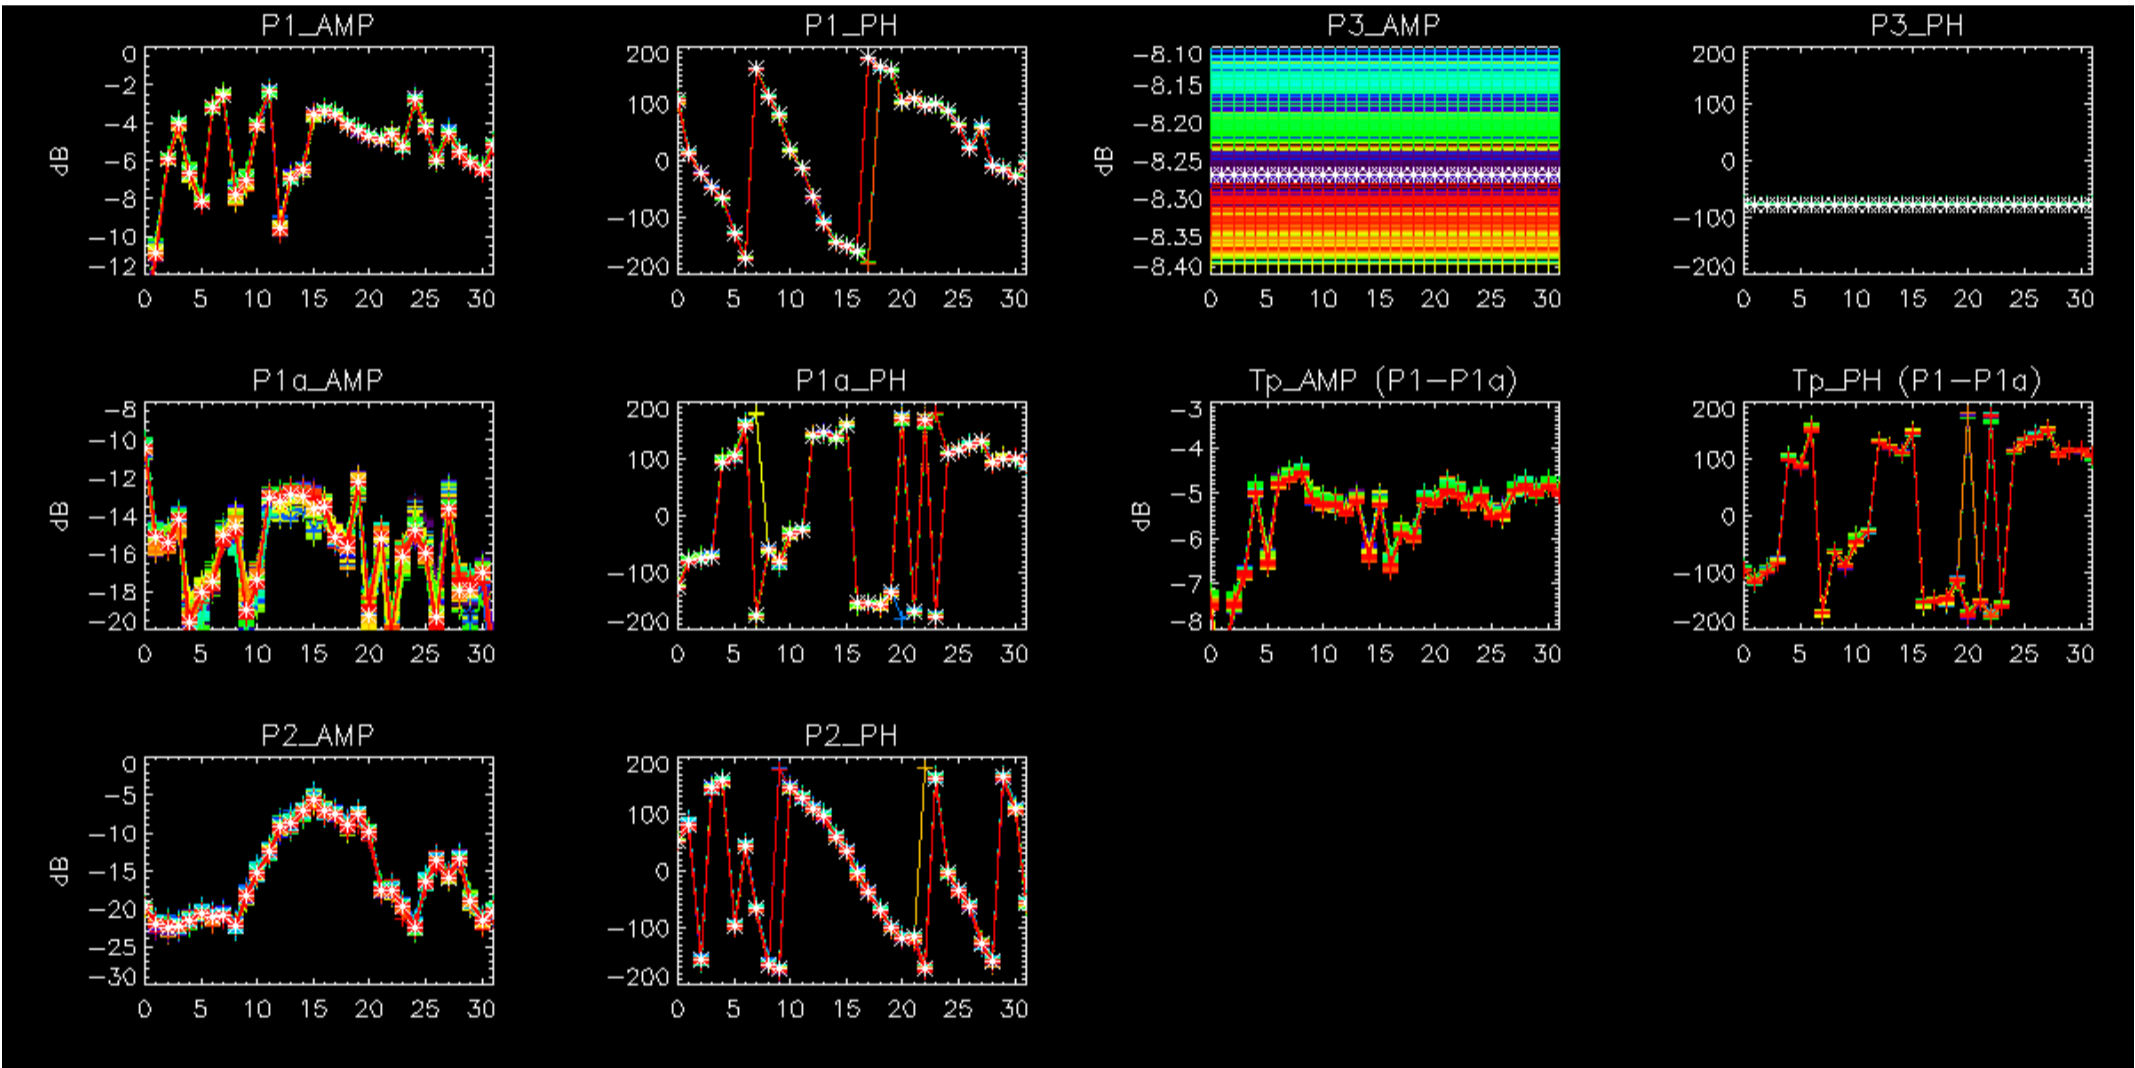 P1_AMP
dB
0
-2
-4
-6
-8
-10
-12
0 5 10 15 20 25 30
P1_PH
200
100
0
-100
-200
0 5 10 15 20 25 30
P3_AMP
dB
-8.10
-8.15
-8.20
-8.25
-8.30
-8.35
-8.40
0 5 10 15 20 25 30
P3_PH
200
100
0
-100
-200
0 5 10 15 20 25 30
P1a_AMP
dB
-8
-10
-12
-14
-16
-18
-20
0 5 10 15 20 25 30
P1a_PH
200
100
0
-100
-200
0 5 10 15 20 25 30
Tp_AMP (P1-P1a)
dB
-3
-4
-5
-6
-7
-8
0 5 10 15 20 25 30
Tp_PH (P1-P1a)
200
100
0
-100
-200
0 5 10 15 20 25 30
P2_AMP
dB
0
-5
-10
-15
-20
-25
-30
0 5 10 15 20 25 30
P2_PH
200
100
0
-100
-200
0 5 10 15 20 25 30